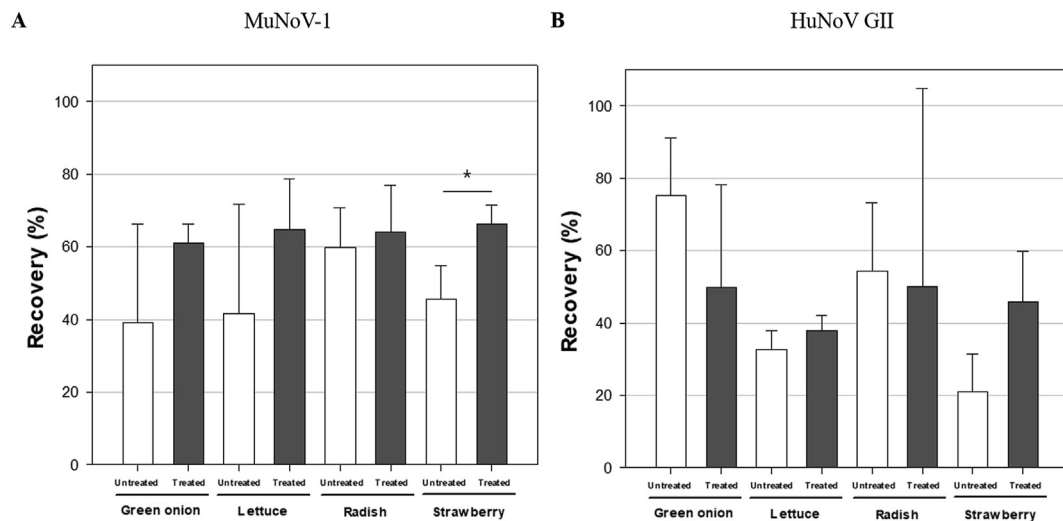 A MuNoV-1
Recovery (%)
100
80
60
40
20
0
Untreated Treated Untreated Treated Untreated Treated Untreated Treated
Green onion Lettuce Radish Strawberry
*
B HuNoV GII
Recovery (%)
100
80
60
40
20
0
Untreated Treated Untreated Treated Untreated Treated Untreated Treated
Green onion Lettuce Radish Strawberry